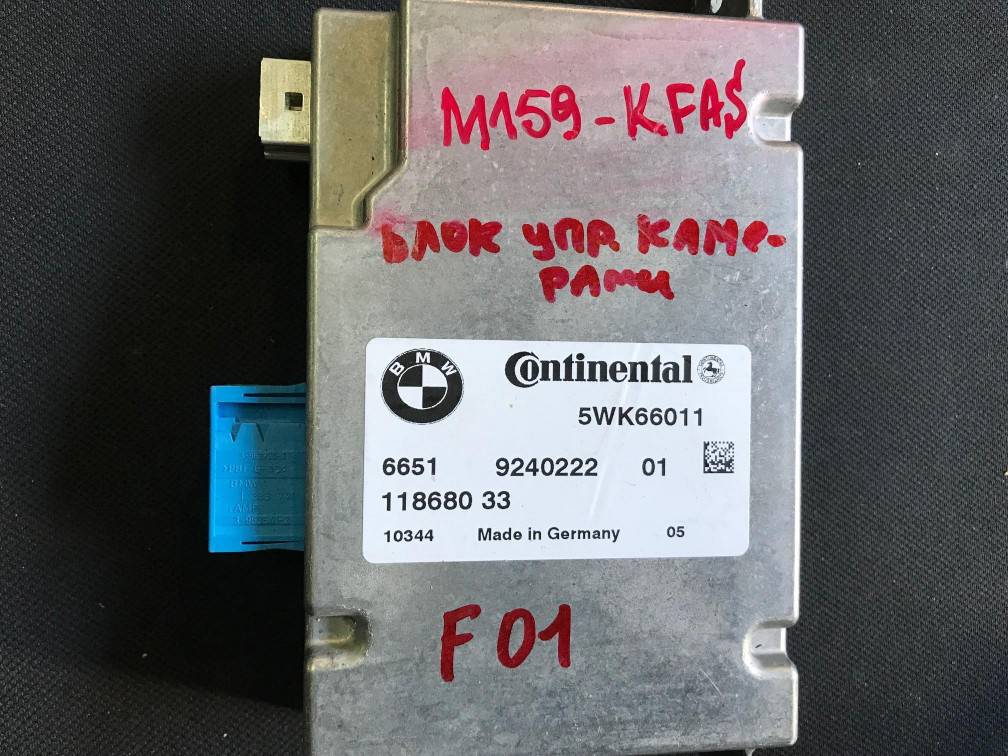 M159-K.FAS
БЛОК УПР. КАМЕ-
РАМИ
BMW
Continental
5WK66011
6651 9240222 01
118680 33
10344 Made in Germany 05
F01